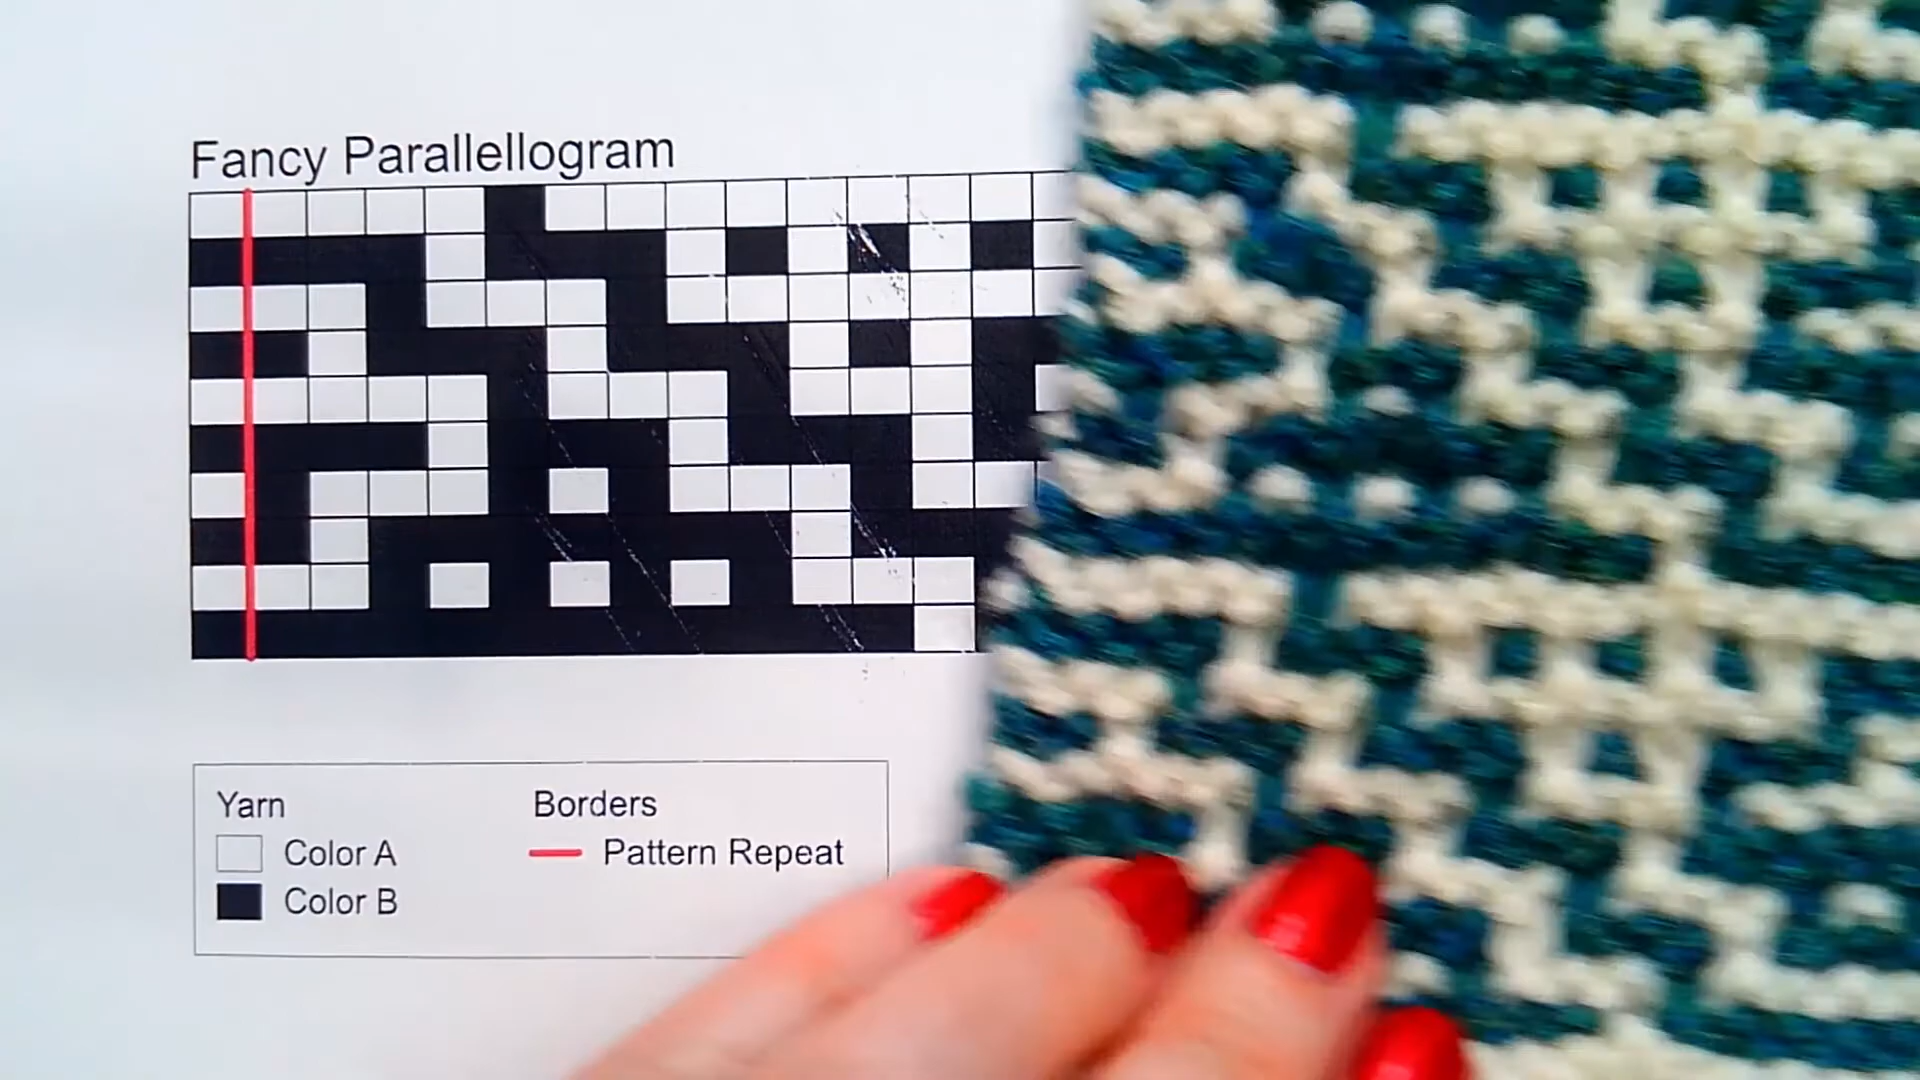 Fancy Parallellogram
Yarn
Borders
Color A
Pattern Repeat
Color B